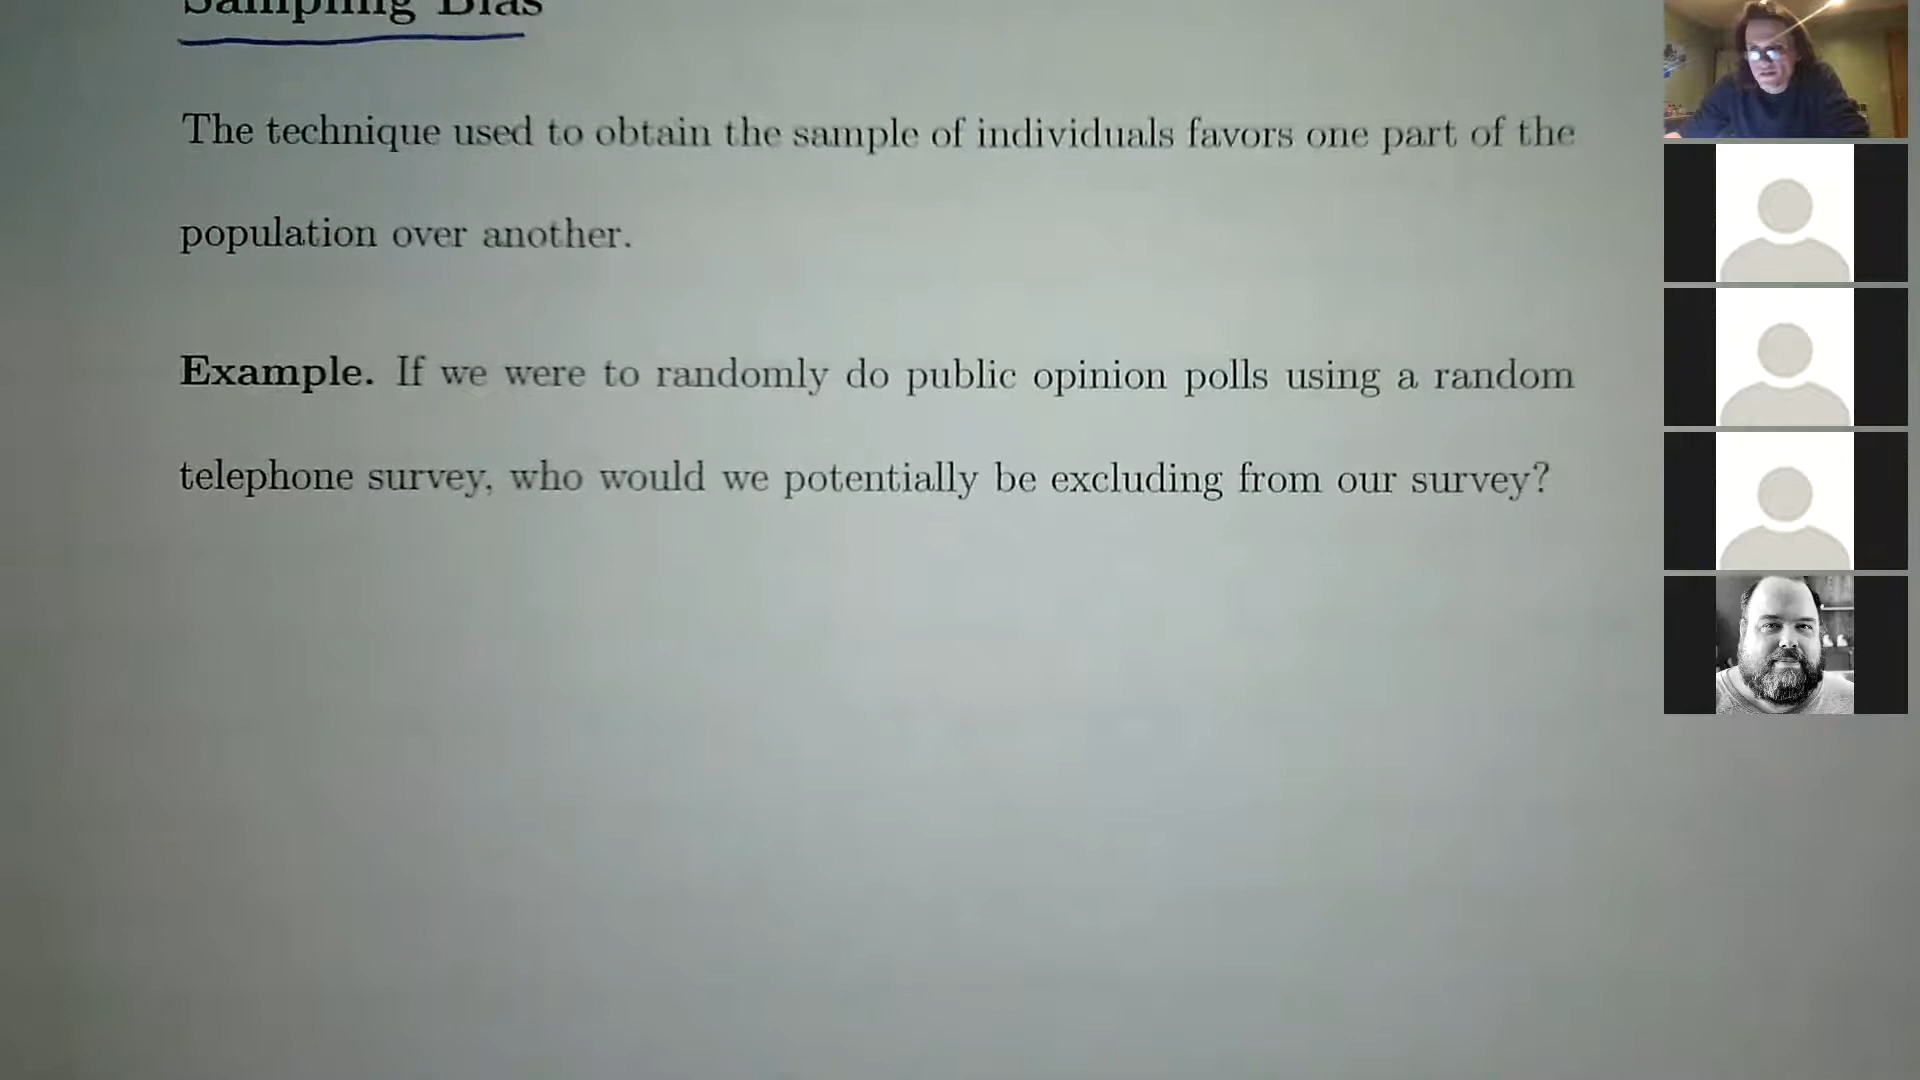 Sampling Bias
The technique used to obtain the sample of individuals favors one part of the
population over another.
Example. If we were to randomly do public opinion polls using a random
telephone survey, who would we potentially be excluding from our survey?